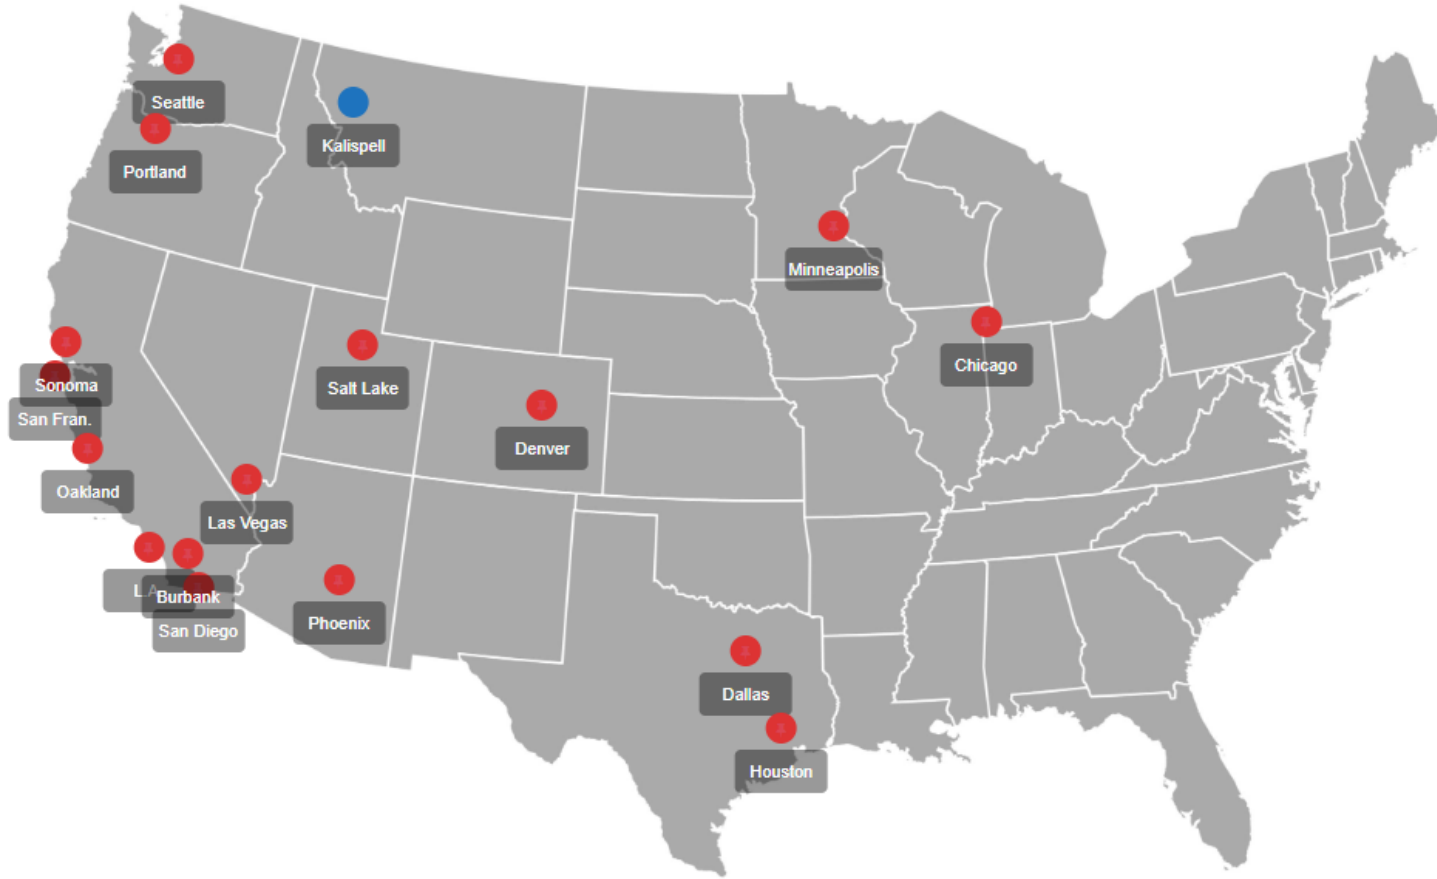 Seattle
Kalispell
Portland
Minneapolis
Chicago
Salt Lake
Sonoma
San Fran.
Denver
Oakland
Las Vegas
L.A.
Burbank
Phoenix
San Diego
Dallas
Houston